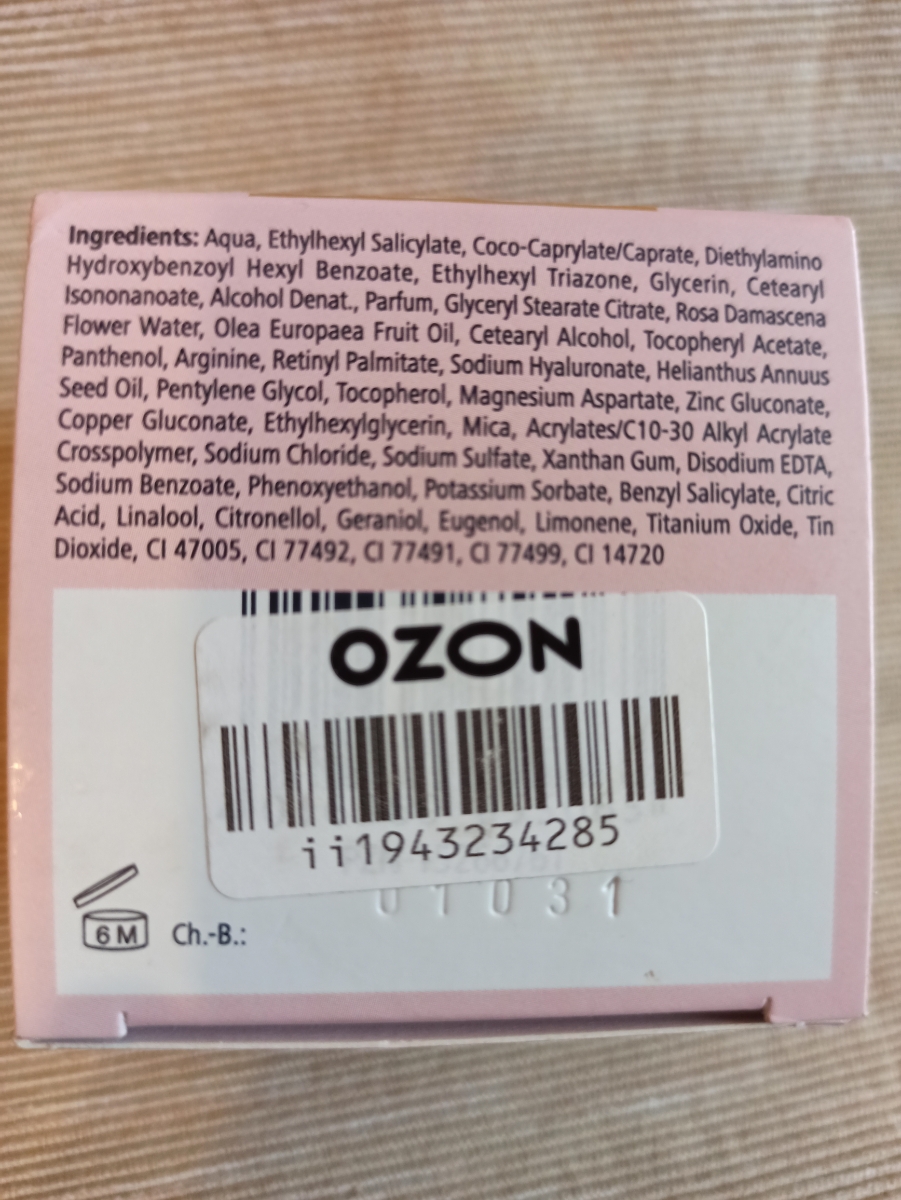 Ingredients: Aqua, Ethylhexyl Salicylate, Coco-Caprylate/Caprate, Diethylamino
Hydroxybenzoyl Hexyl Benzoate, Ethylhexyl Triazone, Glycerin, Cetearyl
Isononanoate, Alcohol Denat., Parfum, Glyceryl Stearate Citrate, Rosa Damascena
Flower Water, Olea Europaea Fruit Oil, Cetearyl Alcohol, Tocopheryl Acetate,
Panthenol, Arginine, Retinyl Palmitate, Sodium Hyaluronate, Helianthus Annuus
Seed Oil, Pentylene Glycol, Tocopherol, Magnesium Aspartate, Zinc Gluconate,
Copper Gluconate, Ethylhexylglycerin, Mica, Acrylates/C10-30 Alkyl Acrylate
Crosspolymer, Sodium Chloride, Sodium Sulfate, Xanthan Gum, Disodium EDTA,
Sodium Benzoate, Phenoxyethanol, Potassium Sorbate, Benzyl Salicylate, Citric
Acid, Linalool, Citronellol, Geraniol, Eugenol, Limonene, Titanium Oxide, Tin
Dioxide, CI 47005, CI 77492, CI 77491, CI 77499, CI 14720
OZON
ii1943234285
01031
6 M Ch.-B.: